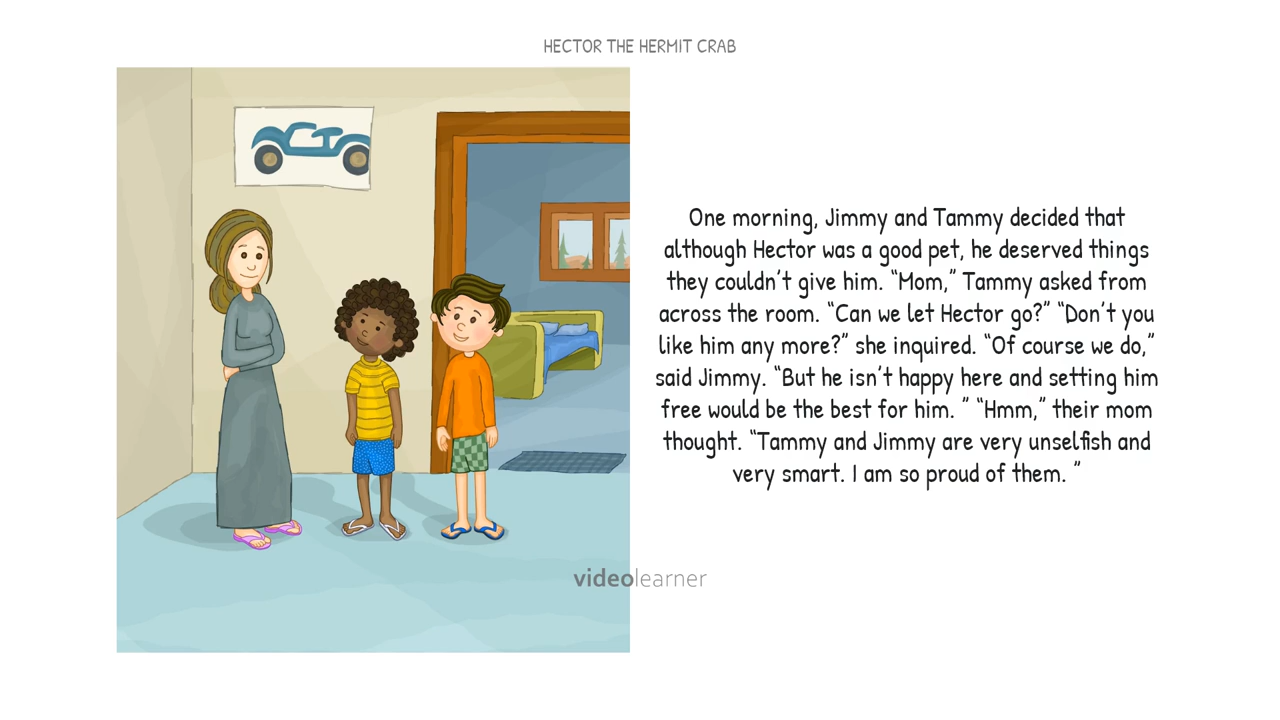 HECTOR THE HERMIT CRAB
One morning, Jimmy and Tammy decided that
although Hector was a good pet, he deserved things
they couldn't give him. “Mom,” Tammy asked from
across the room. “Can we let Hector go?” “Don't you
like him any more?” she inquired. “Of course we do,”
said Jimmy. “But he isn't happy here and setting him
free would be the best for him. ” “Hmm,” their mom
thought. “Tammy and Jimmy are very unselfish and
very smart. I am so proud of them. ”
videolearner